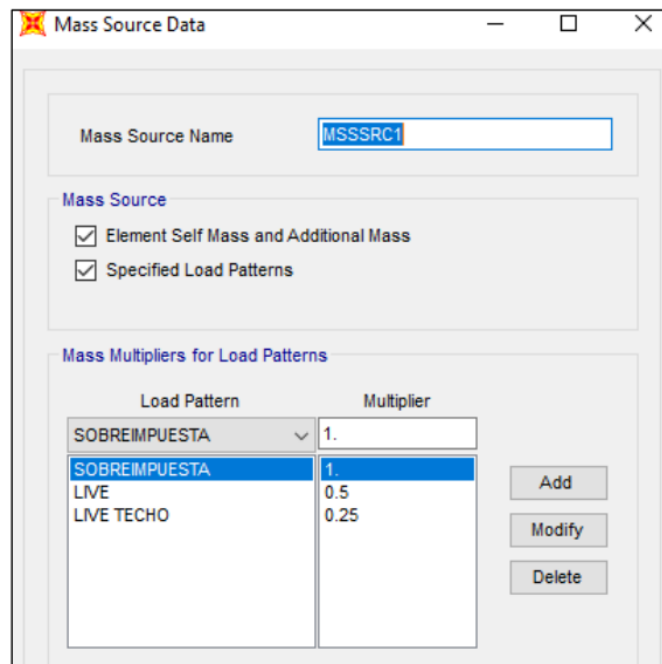 Mass Source Data
Mass Source Name MSSSRC1
Mass Source
Element Self Mass and Additional Mass
Specified Load Patterns
Mass Multipliers for Load Patterns
Load Pattern Multiplier
SOBREIMPUESTA 1.
SOBREIMPUESTA 1.
LIVE 0.5
LIVE TECHO 0.25
Add
Modify
Delete